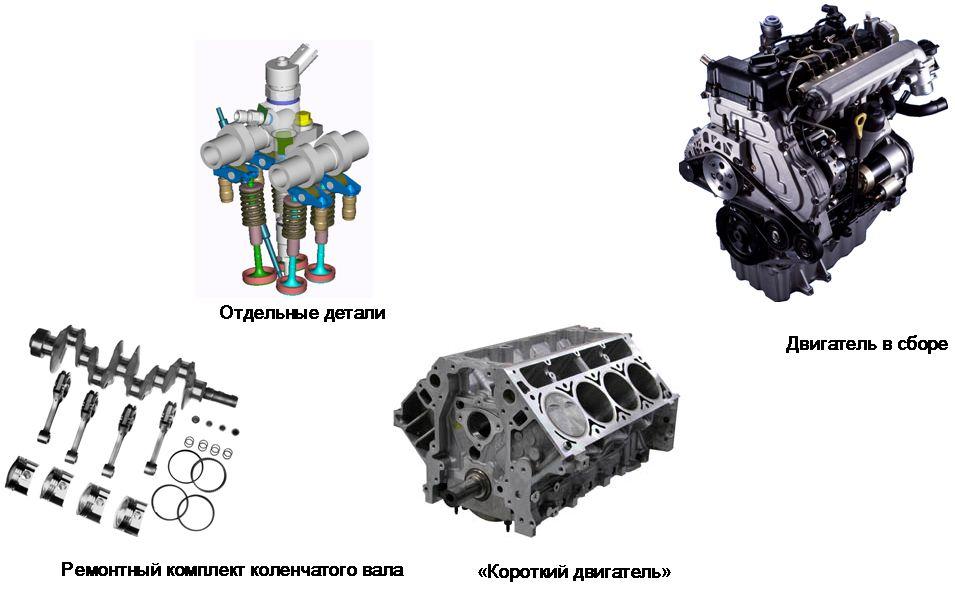 Отдельные детали
Двигатель в сборе
Ремонтный комплект коленчатого вала
«Короткий двигатель»